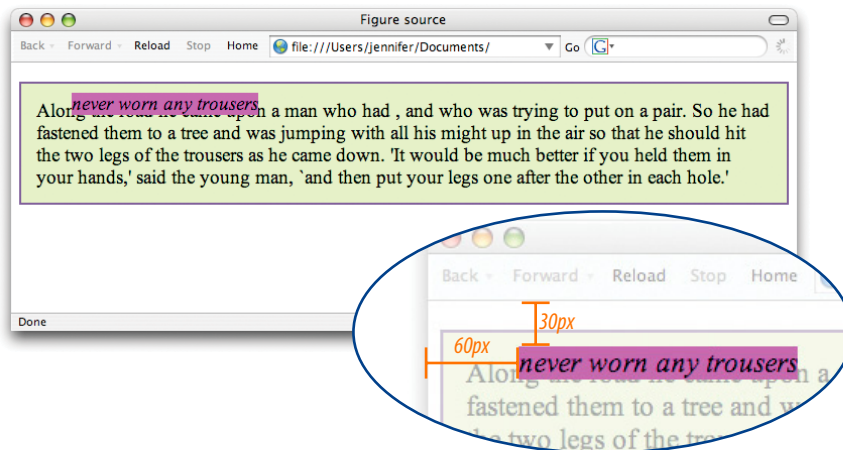 Figure source
Back Forward Reload Stop Home file:///Users/jennifer/Documents/ Go G
never worn any trousers
Along the road he came upon a man who had , and who was trying to put on a pair. So he had
fastened them to a tree and was jumping with all his might up in the air so that he should hit
the two legs of the trousers as he came down. 'It would be much better if you held them in
your hands,' said the young man, `and then put your legs one after the other in each hole.'
Done
Back Forward Reload Stop Home
30px
60px
never worn any trousers
Along the road he came upon a
fastened them to a tree and w
the two legs of the trou